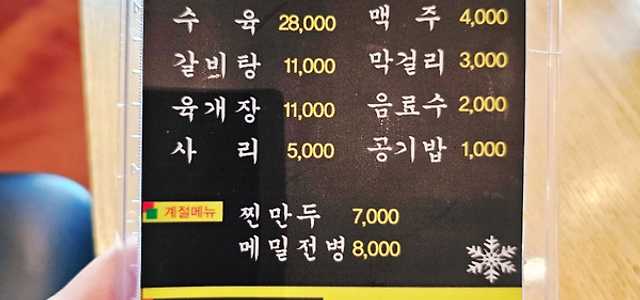 수 육 28,000 맥 주 4,000
갈비탕 11,000 막걸리 3,000
육개장 11,000 음료수 2,000
사 리 5,000 공기밥 1,000
계절메뉴 찐만두 7,000
메밀전병 8,000